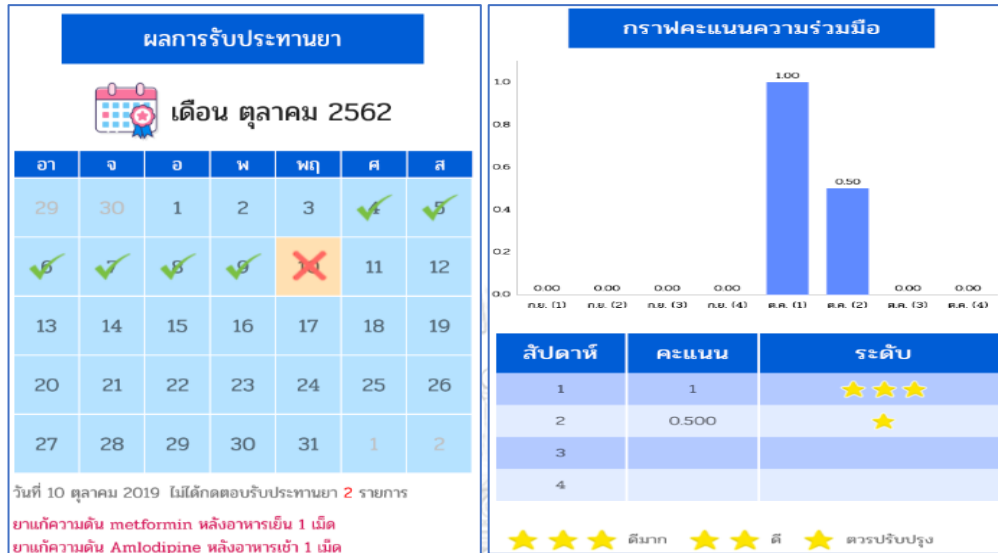 ผลการรับประทานยา
เดือน ตุลาคม 2562
อา จ อ พ พฤ ศ ส
29 30 1 2 3 4 5
6 7 8 9 10 11 12
13 14 15 16 17 18 19
20 21 22 23 24 25 26
27 28 29 30 31 1 2
วันที่ 10 ตุลาคม 2019 ไม่ได้กดตอบรับประทานยา 2 รายการ
ยาแก้ความดัน metformin หลังอาหารเย็น 1 เม็ด
ยาแก้ความดัน Amlodipine หลังอาหารเช้า 1 เม็ด
กราฟคะแนนความร่วมมือ
1.0
0.8
0.6
0.4
0.2
0.0
0.00 0.00 0.00 0.00 1.00 0.50 0.00 0.00
ก.ย. (1) ก.ย. (2) ก.ย. (3) ก.ย. (4) ต.ค. (1) ต.ค. (2) ต.ค. (3) ต.ค. (4)
สัปดาห์ คะแนน ระดับ
1 1
2 0.500
3
4
ดีมาก ดี ควรปรับปรุง